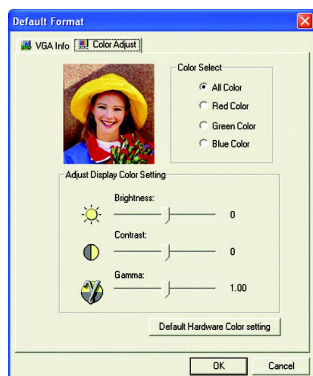 Default Format
VGA Info Color Adjust
Color Select
All Color
Red Color
Green Color
Blue Color
Adjust Display Color Setting
Brightness:
0
Contrast:
0
Gamma:
1.00
Default Hardware Color setting
OK Cancel